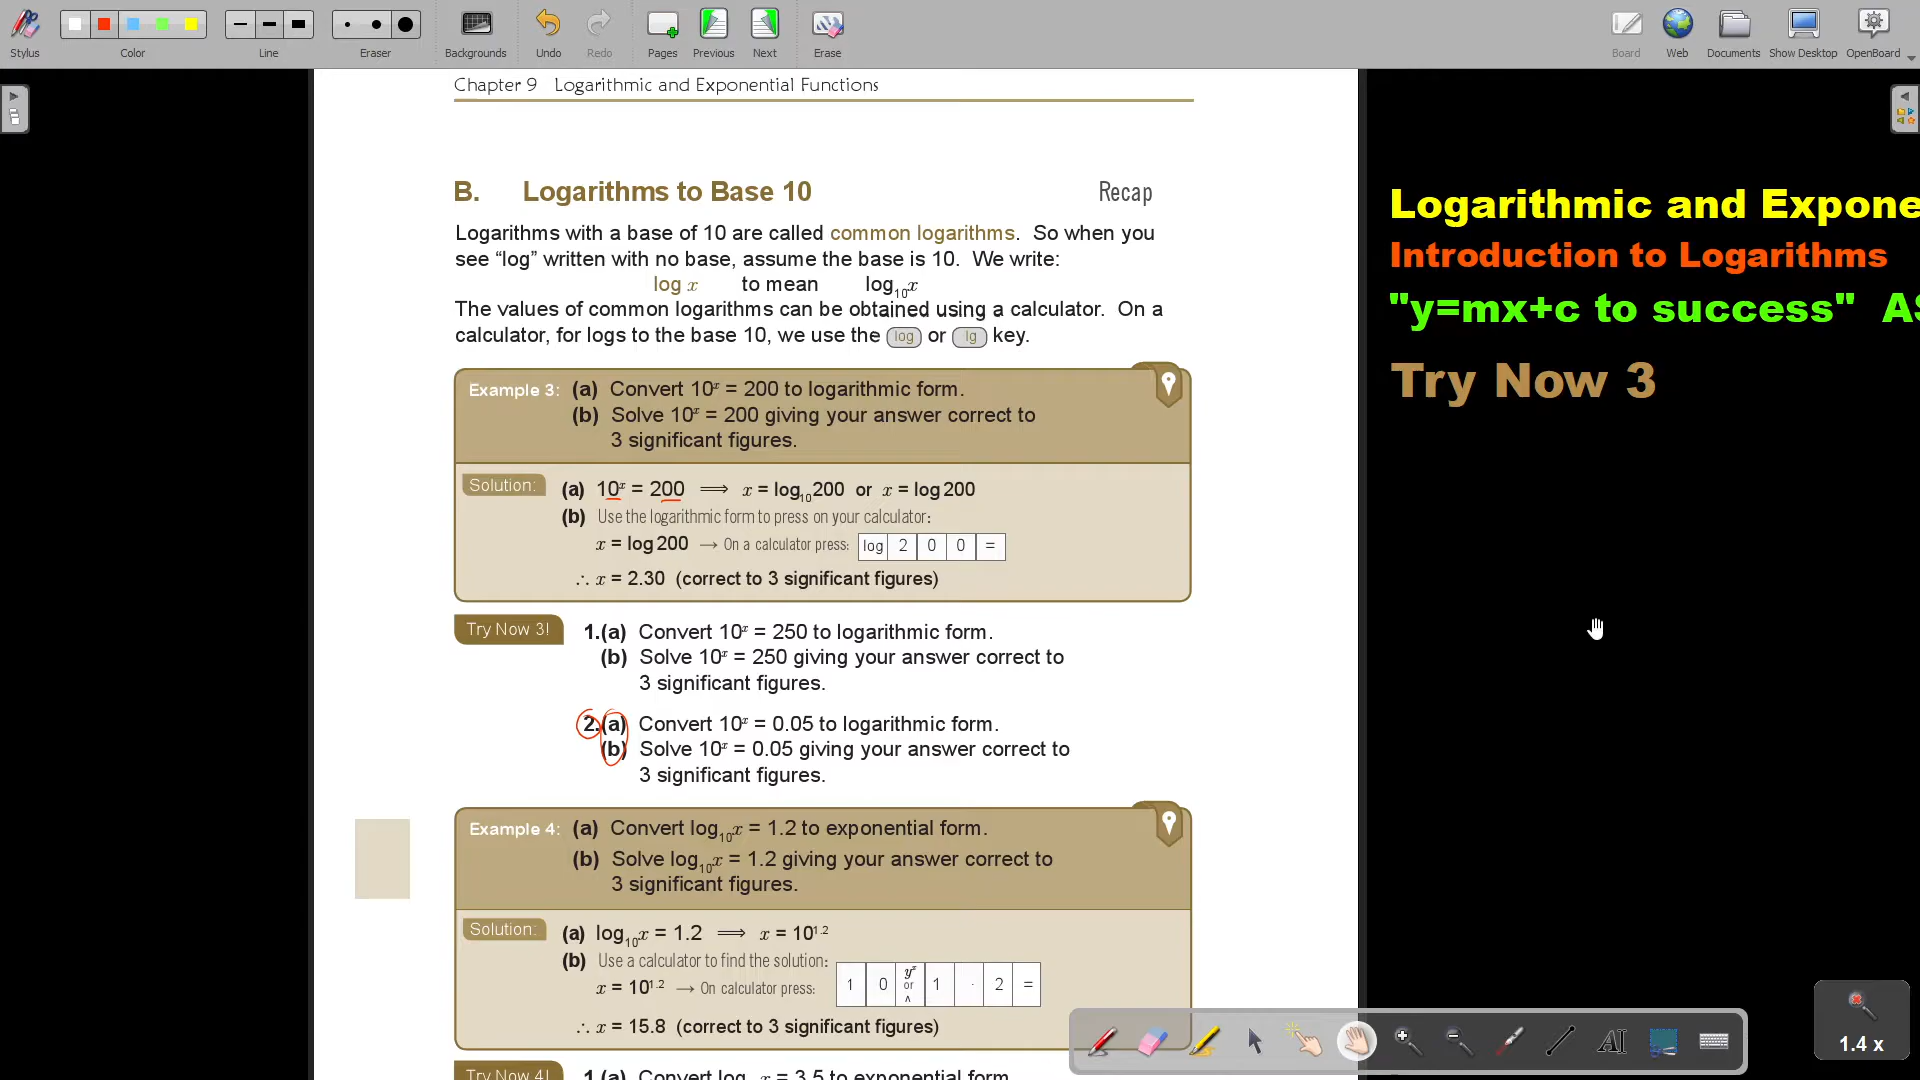 Stylus
Color
Line
Eraser
Backgrounds
Undo
Redo
Pages
Previous
Next
Erase
Board
Web
Documents
Show Desktop
OpenBoard
Chapter 9 Logarithmic and Exponential Functions
B. Logarithms to Base 10
Recap
Logarithms with a base of 10 are called common logarithms. So when you
see “log” written with no base, assume the base is 10. We write:
log x to mean log₁₀x
The values of common logarithms can be obtained using a calculator. On a
calculator, for logs to the base 10, we use the log or lg key.
Example 3: (a) Convert 10ˣ = 200 to logarithmic form.
(b) Solve 10ˣ = 200 giving your answer correct to
3 significant figures.
Solution: (a) 10ˣ = 200 ⟹ x = log₁₀200 or x = log 200
(b) Use the logarithmic form to press on your calculator:
x = log 200 → On a calculator press: log 2 0 0 =
∴ x = 2.30 (correct to 3 significant figures)
Try Now 3! 1.(a) Convert 10ˣ = 250 to logarithmic form.
(b) Solve 10ˣ = 250 giving your answer correct to
3 significant figures.
2.(a) Convert 10ˣ = 0.05 to logarithmic form.
(b) Solve 10ˣ = 0.05 giving your answer correct to
3 significant figures.
Example 4: (a) Convert log₁₀x = 1.2 to exponential form.
(b) Solve log₁₀x = 1.2 giving your answer correct to
3 significant figures.
Solution: (a) log₁₀x = 1.2 ⟹ x = 10¹·²
(b) Use a calculator to find the solution:
x = 10¹·² → On calculator press: 1 0 yˣ or ∧ 1 · 2 =
∴ x = 15.8 (correct to 3 significant figures)
Try Now 4! 1.(a) Convert log x = 3.5 to exponential form
Logarithmic and Expone
Introduction to Logarithms
"y=mx+c to success" AS
Try Now 3
AI
1.4 x